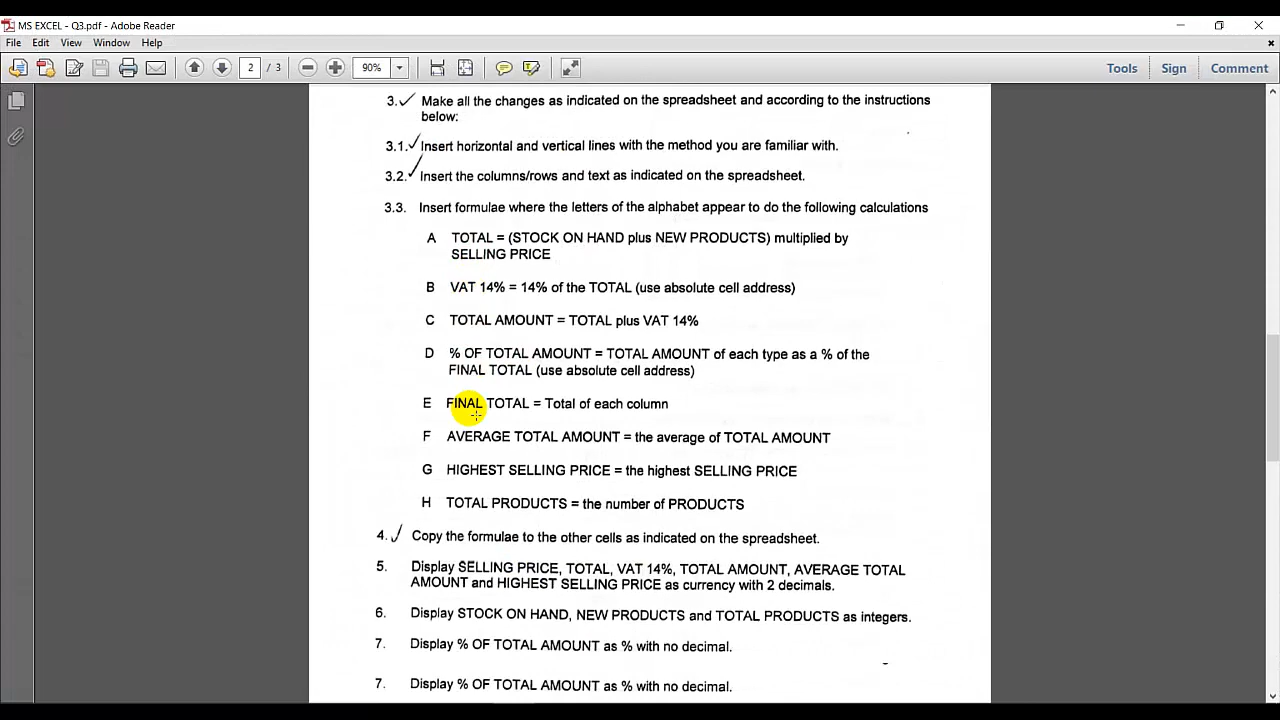 MS EXCEL - Q3.pdf - Adobe Reader
File Edit View Window Help
2 / 3 90% Tools Sign Comment
3. Make all the changes as indicated on the spreadsheet and according to the instructions
below:
3.1. Insert horizontal and vertical lines with the method you are familiar with.
3.2. Insert the columns/rows and text as indicated on the spreadsheet.
3.3. Insert formulae where the letters of the alphabet appear to do the following calculations
A TOTAL = (STOCK ON HAND plus NEW PRODUCTS) multiplied by
SELLING PRICE
B VAT 14% = 14% of the TOTAL (use absolute cell address)
C TOTAL AMOUNT = TOTAL plus VAT 14%
D % OF TOTAL AMOUNT = TOTAL AMOUNT of each type as a % of the
FINAL TOTAL (use absolute cell address)
E FINAL TOTAL = Total of each column
F AVERAGE TOTAL AMOUNT = the average of TOTAL AMOUNT
G HIGHEST SELLING PRICE = the highest SELLING PRICE
H TOTAL PRODUCTS = the number of PRODUCTS
4. Copy the formulae to the other cells as indicated on the spreadsheet.
5. Display SELLING PRICE, TOTAL, VAT 14%, TOTAL AMOUNT, AVERAGE TOTAL
AMOUNT and HIGHEST SELLING PRICE as currency with 2 decimals.
6. Display STOCK ON HAND, NEW PRODUCTS and TOTAL PRODUCTS as integers.
7. Display % OF TOTAL AMOUNT as % with no decimal.
7. Display % OF TOTAL AMOUNT as % with no decimal.